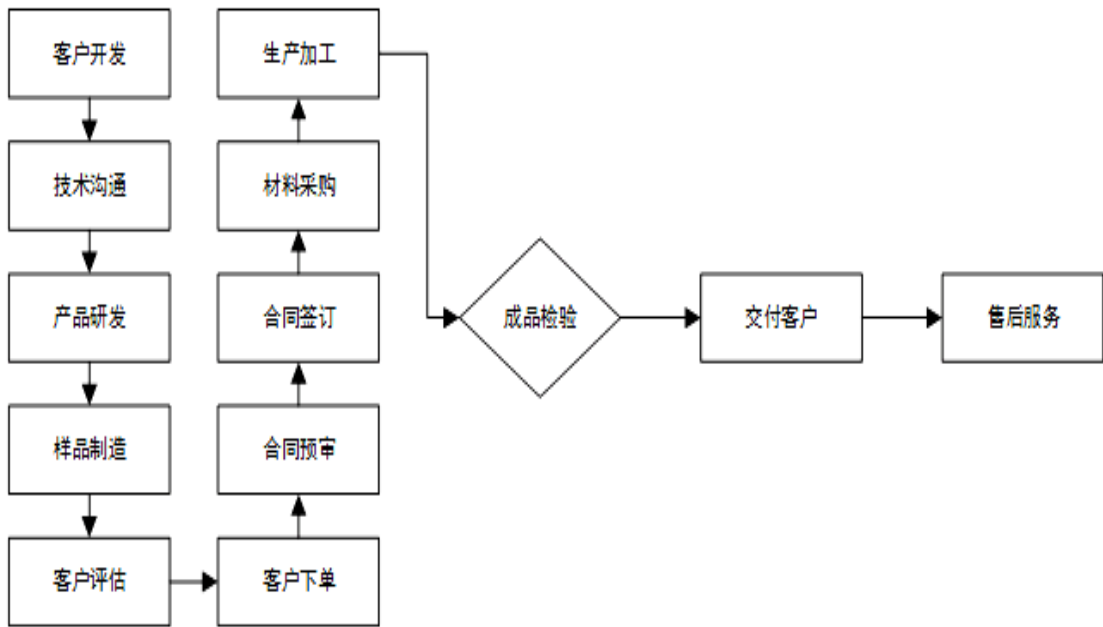 客户开发
技术沟通
产品研发
样品制造
客户评估
客户下单
合同预审
合同签订
材料采购
生产加工
成品检验
交付客户
售后服务